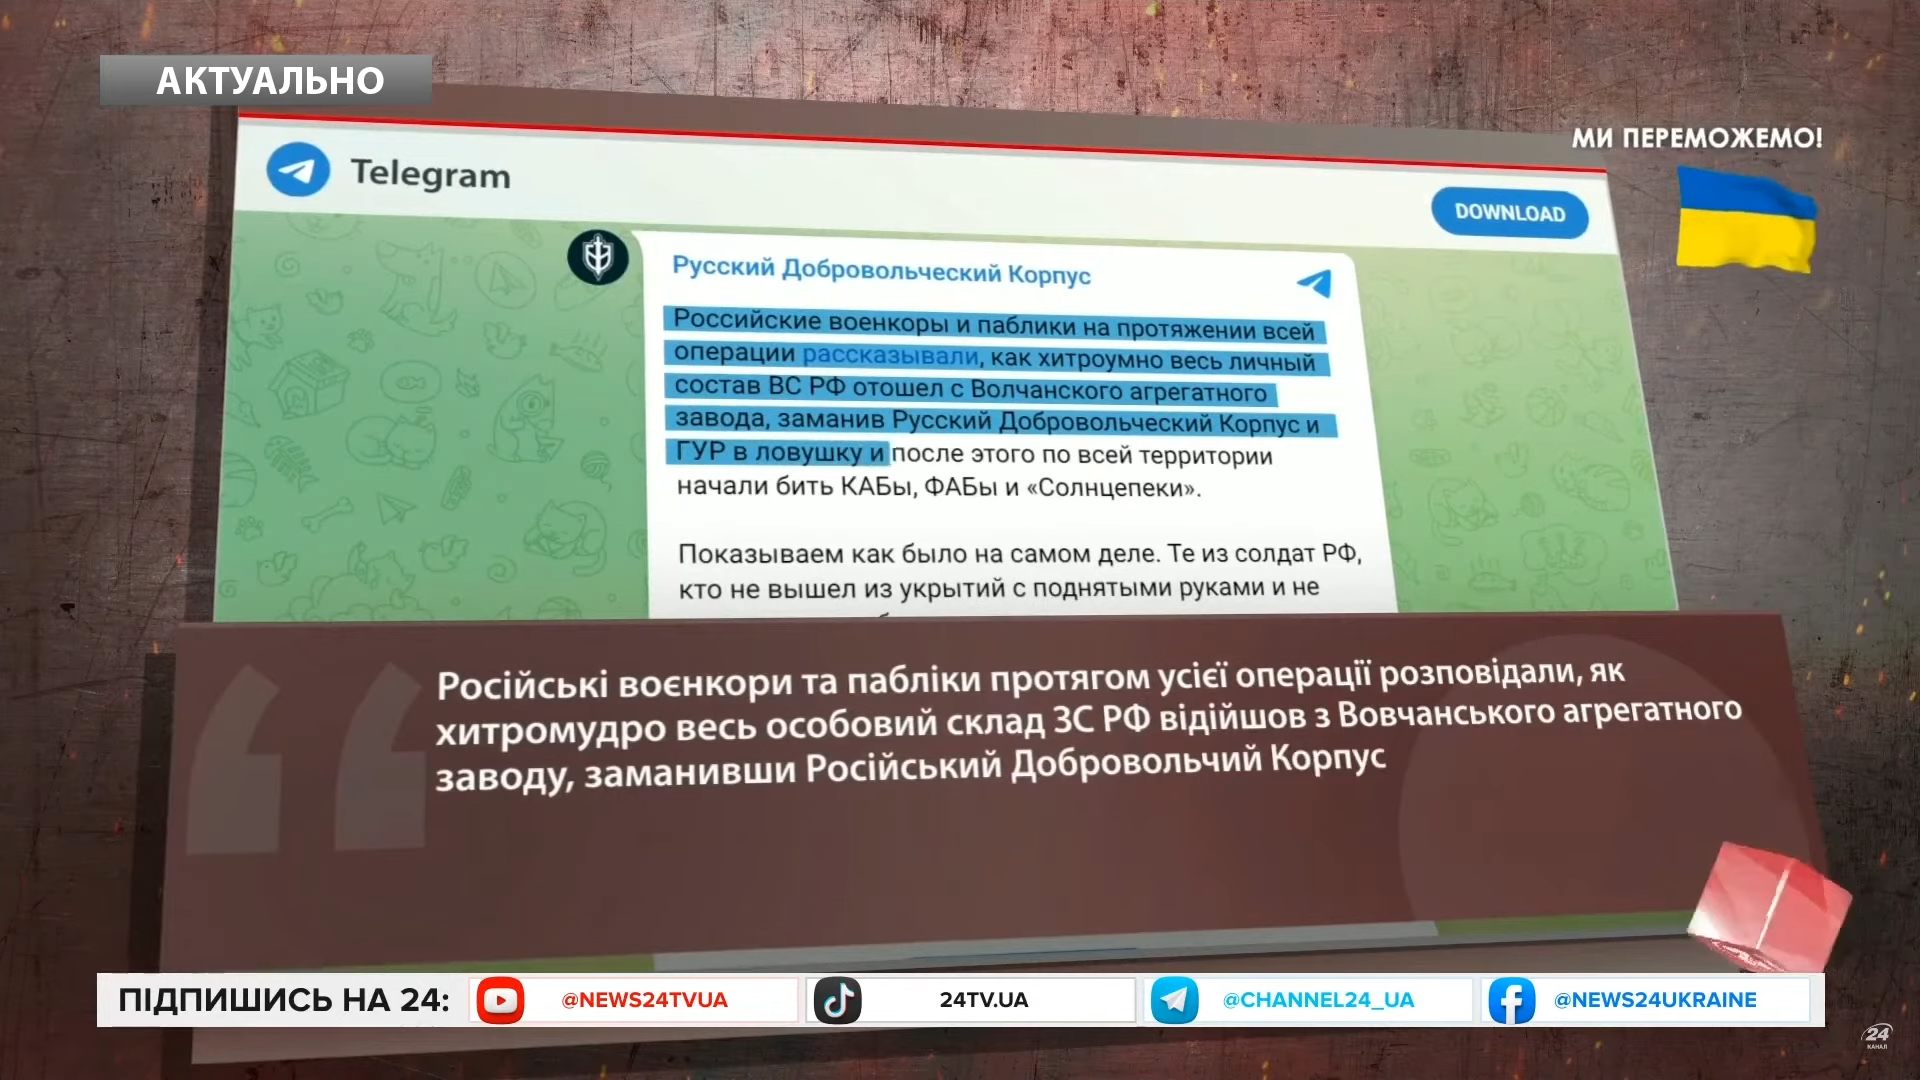 АКТУАЛЬНО
МИ ПЕРЕМОЖЕМО!
Telegram
DOWNLOAD
Русский Добровольческий Корпус
Российские военкоры и паблики на протяжении всей
операции рассказывали, как хитроумно весь личный
состав ВС РФ отошел с Волчанского агрегатного
завода, заманив Русский Добровольческий Корпус и
ГУР в ловушку и после этого по всей территории
начали бить КАБы, ФАБы и «Солнцепеки».
Показываем как было на самом деле. Те из солдат РФ,
кто не вышел из укрытий с поднятыми руками и не
Російські воєнкори та пабліки протягом усієї операції розповідали, як
хитромудро весь особовий склад ЗС РФ відійшов з Вовчанського агрегатного
заводу, заманивши Російський Добровольчий Корпус
ПІДПИШИСЬ НА 24:
@NEWS24TVUA
24TV.UA
@CHANNEL24_UA
@NEWS24UKRAINE
24
КАНАЛ